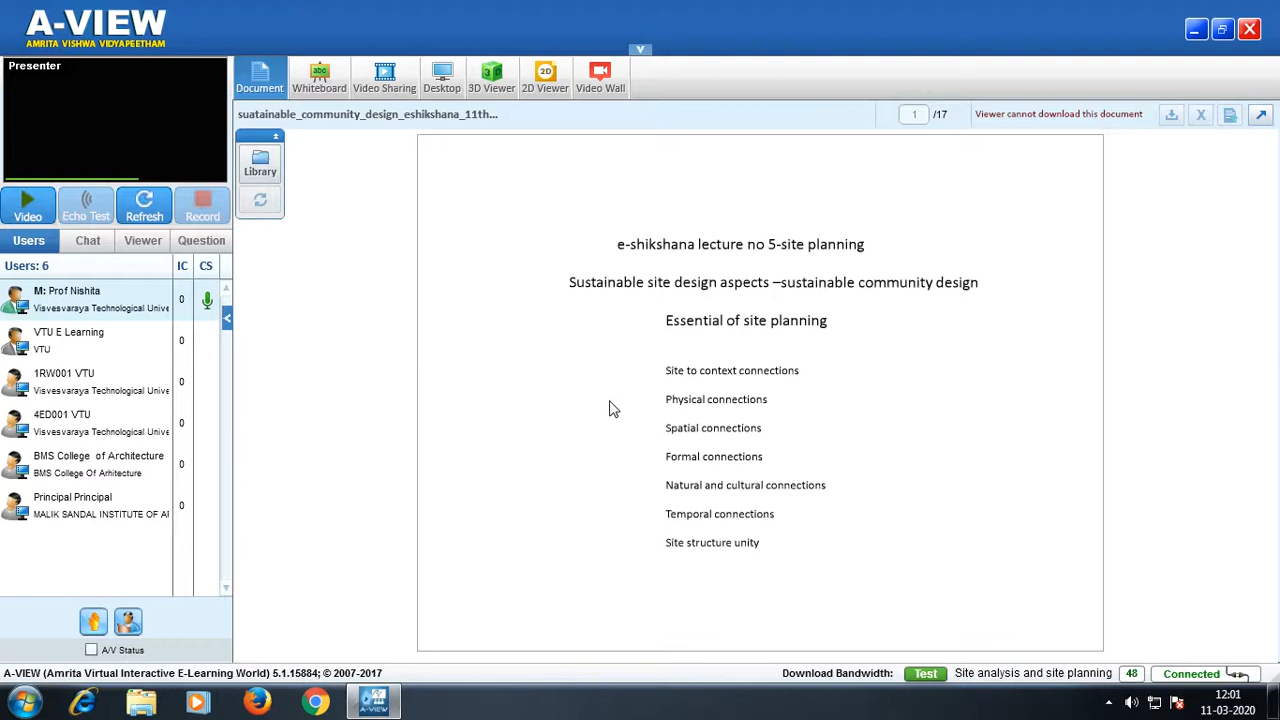 A-VIEW
AMRITA VISHWA VIDYAPEETHAM
Presenter
Document
Whiteboard
Video Sharing
Desktop
3D Viewer
2D Viewer
Video Wall
suatainable_community_design_eshikshana_11th...
1 /17
Viewer cannot download this document
Library
Video
Echo Test
Refresh
Record
Users
Chat
Viewer
Question
Users: 6
IC
CS
M: Prof Nishita
Visvesvaraya Technological Unive
0
VTU E Learning
VTU
0
1RW001 VTU
Visvesvaraya Technological Unive
0
4ED001 VTU
Visvesvaraya Technological Unive
0
BMS College of Architecture
BMS College Of Arhitecture
0
Principal Principal
MALIK SANDAL INSTITUTE OF AF
0
A/V Status
e-shikshana lecture no 5-site planning
Sustainable site design aspects –sustainable community design
Essential of site planning
Site to context connections
Physical connections
Spatial connections
Formal connections
Natural and cultural connections
Temporal connections
Site structure unity
A-VIEW (Amrita Virtual Interactive E-Learning World) 5.1.15884; © 2007-2017
Download Bandwidth:
Test
Site analysis and site planning
48
Connected
12:01
11-03-2020